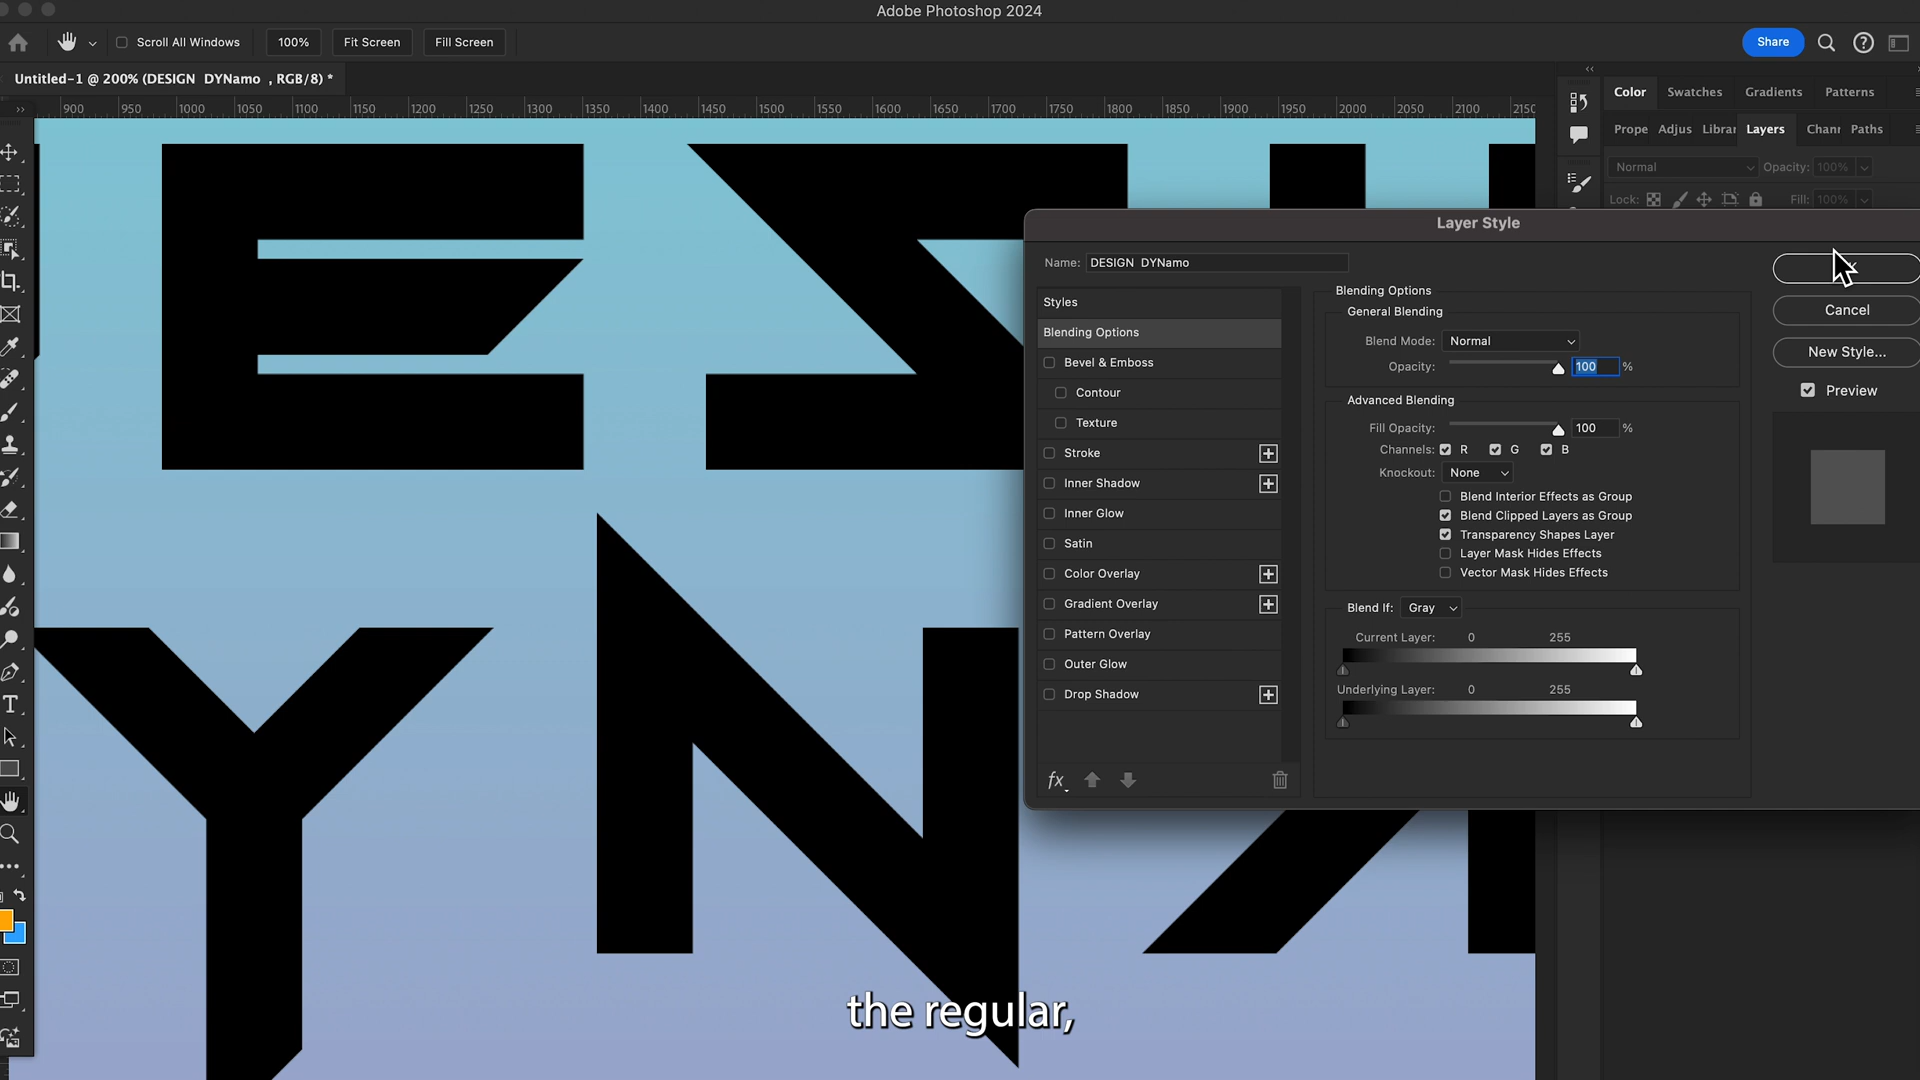 Adobe Photoshop 2024
Scroll All Windows 100% Fit Screen Fill Screen Share
Untitled-1 @ 200% (DESIGN DYNamo , RGB/8) *
900 950 1000 1050 1100 1150 1200 1250 1300 1350 1400 1450 1500 1550 1600 1650 1700 1750 1800 1850 1900 1950 2000 2050 2100 2150
Color Swatches Gradients Patterns
Prope Adjus Librar Layers Chanr Paths
Normal Opacity: 100%
Lock: Fill: 100%
Layer Style
Name: DESIGN DYNamo
Styles
Blending Options
Bevel & Emboss
Contour
Texture
Stroke
Inner Shadow
Inner Glow
Satin
Color Overlay
Gradient Overlay
Pattern Overlay
Outer Glow
Drop Shadow
fx
Blending Options
General Blending
Blend Mode: Normal
Opacity: 100 %
Advanced Blending
Fill Opacity: 100 %
Channels: R G B
Knockout: None
Blend Interior Effects as Group
Blend Clipped Layers as Group
Transparency Shapes Layer
Layer Mask Hides Effects
Vector Mask Hides Effects
Blend If: Gray
Current Layer: 0 255
Underlying Layer: 0 255
Cancel
New Style...
Preview
ES
YN
the regular,